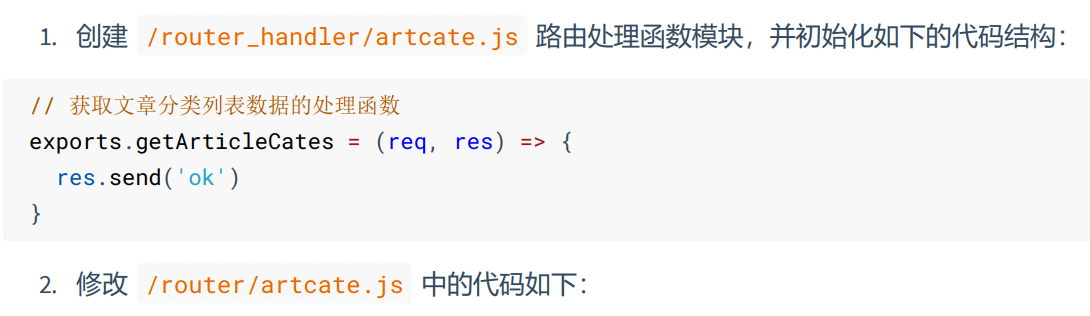 1. 创建 /router_handler/artcate.js 路由处理函数模块，并初始化如下的代码结构：
// 获取文章分类列表数据的处理函数
exports.getArticleCates = (req, res) => {
  res.send('ok')
}
2. 修改 /router/artcate.js 中的代码如下：